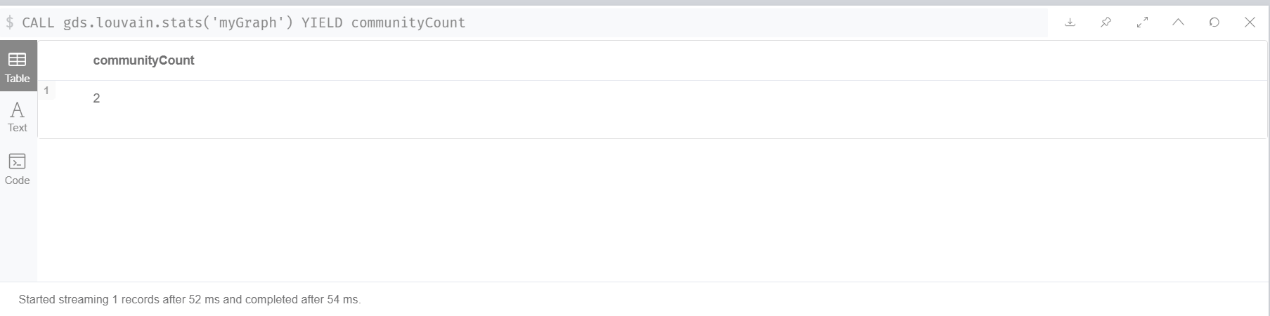 $ CALL gds.louvain.stats('myGraph') YIELD communityCount
communityCount
Table
1
2
Text
Code
Started streaming 1 records after 52 ms and completed after 54 ms.